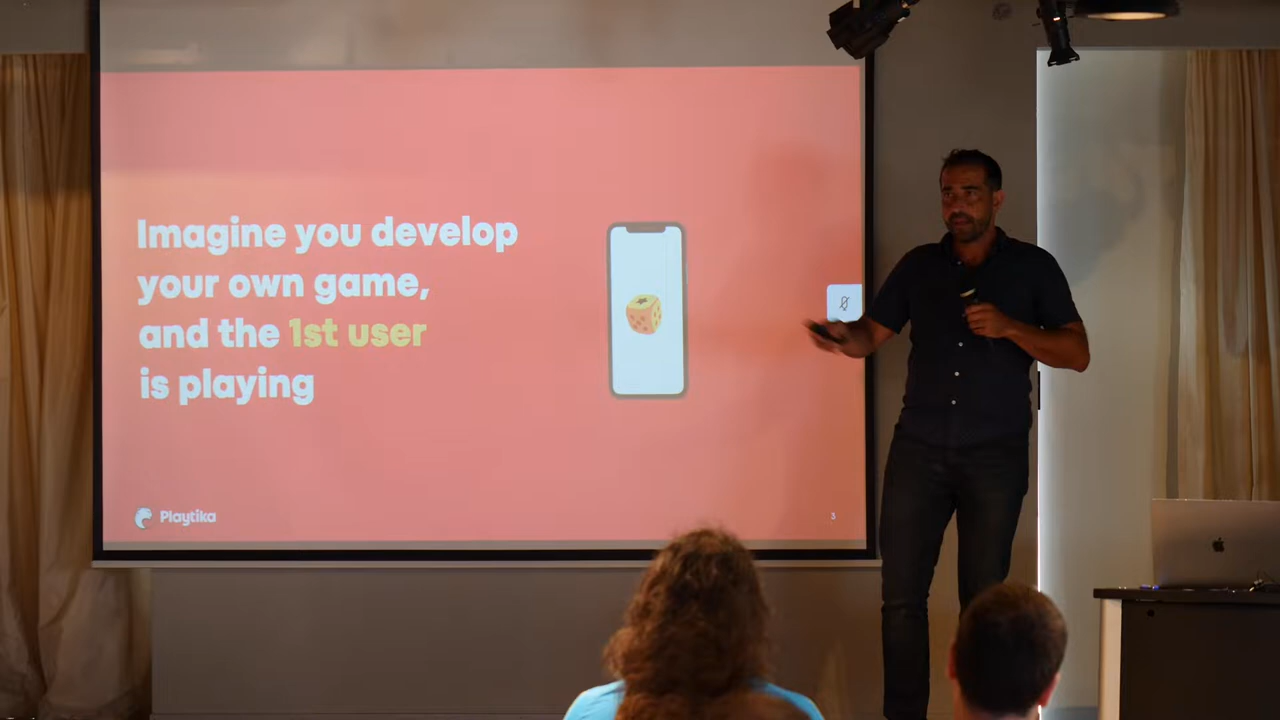 Imagine you develop
your own game,
and the 1st user
is playing
Playtika
3